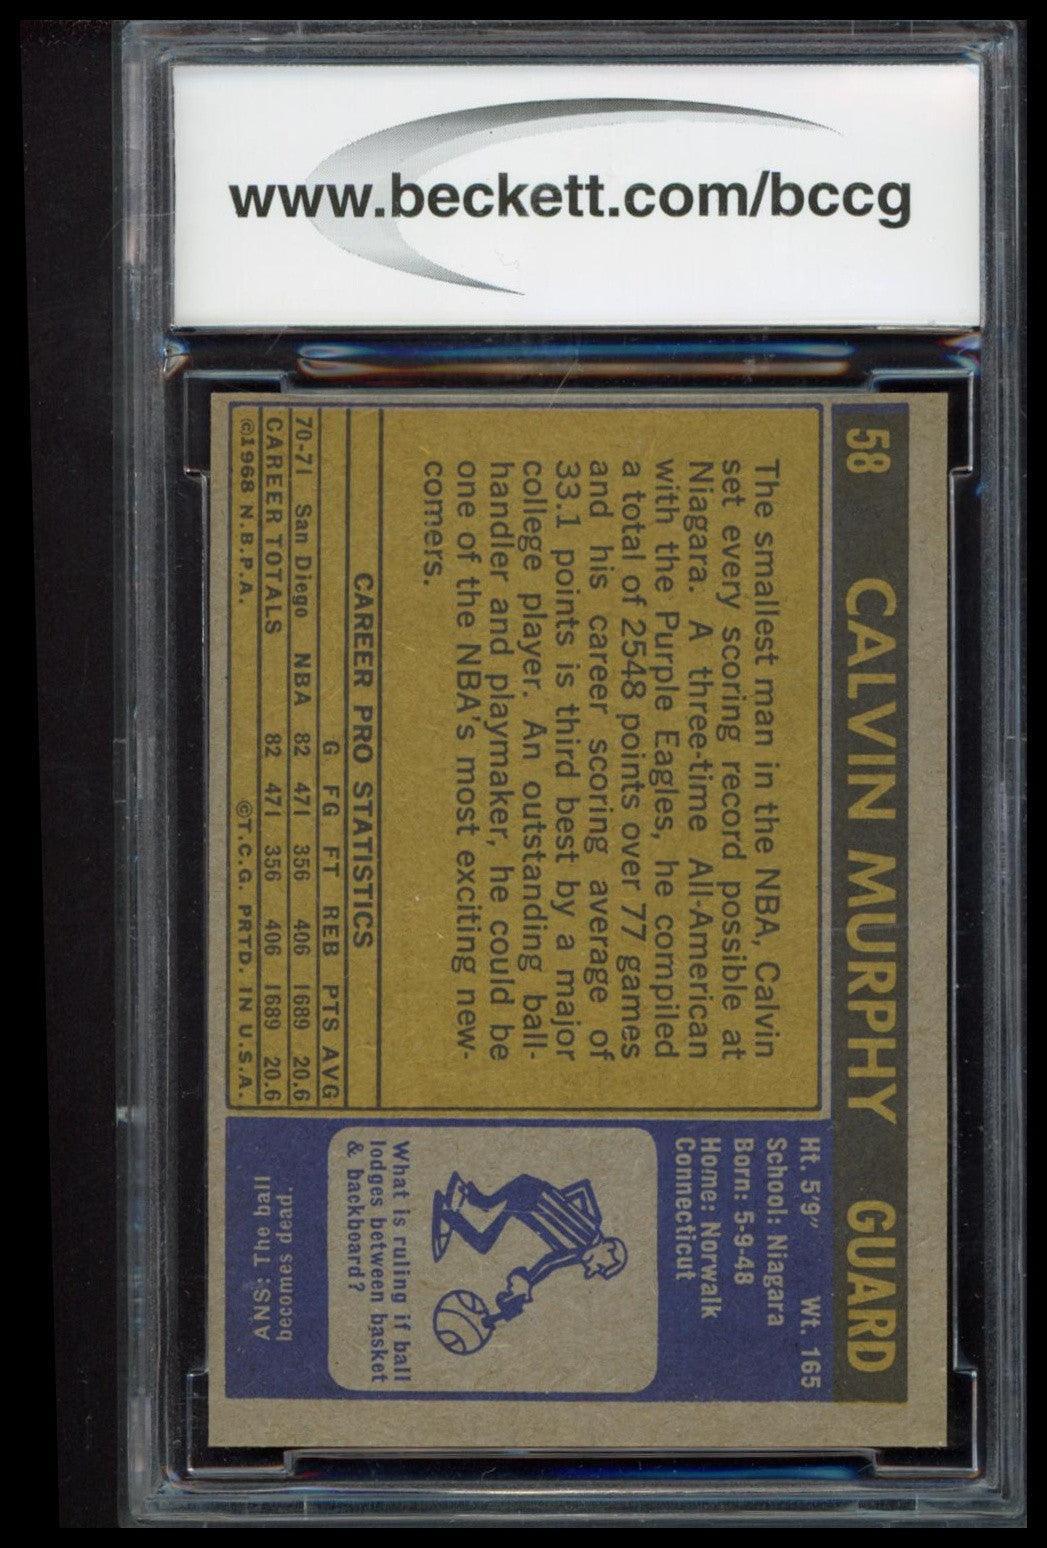 www.beckett.com/bccg
58 CALVIN MURPHY GUARD
The smallest man in the NBA, Calvin
set every scoring record possible at
Niagara. A three-time All-American
with the Purple Eagles, he compiled
a total of 2548 points over 77 games
and his career scoring average of
33.1 points is third best by a major
college player. An outstanding ball-
handler and playmaker, he could be
one of the NBA's most exciting new-
comers.
CAREER PRO STATISTICS
G FG FT REB PTS AVG
70-71 San Diego NBA 82 471 356 406 1689 20.6
CAREER TOTALS 82 471 356 406 1689 20.6
©1968 N.B.P.A. ©T.C.G. PRTD. IN U.S.A.
Ht. 5'9" Wt. 165
School: Niagara
Born: 5-9-48
Home: Norwalk
Connecticut
What is ruling if ball
lodges between basket
& backboard?
ANS: The ball
becomes dead.